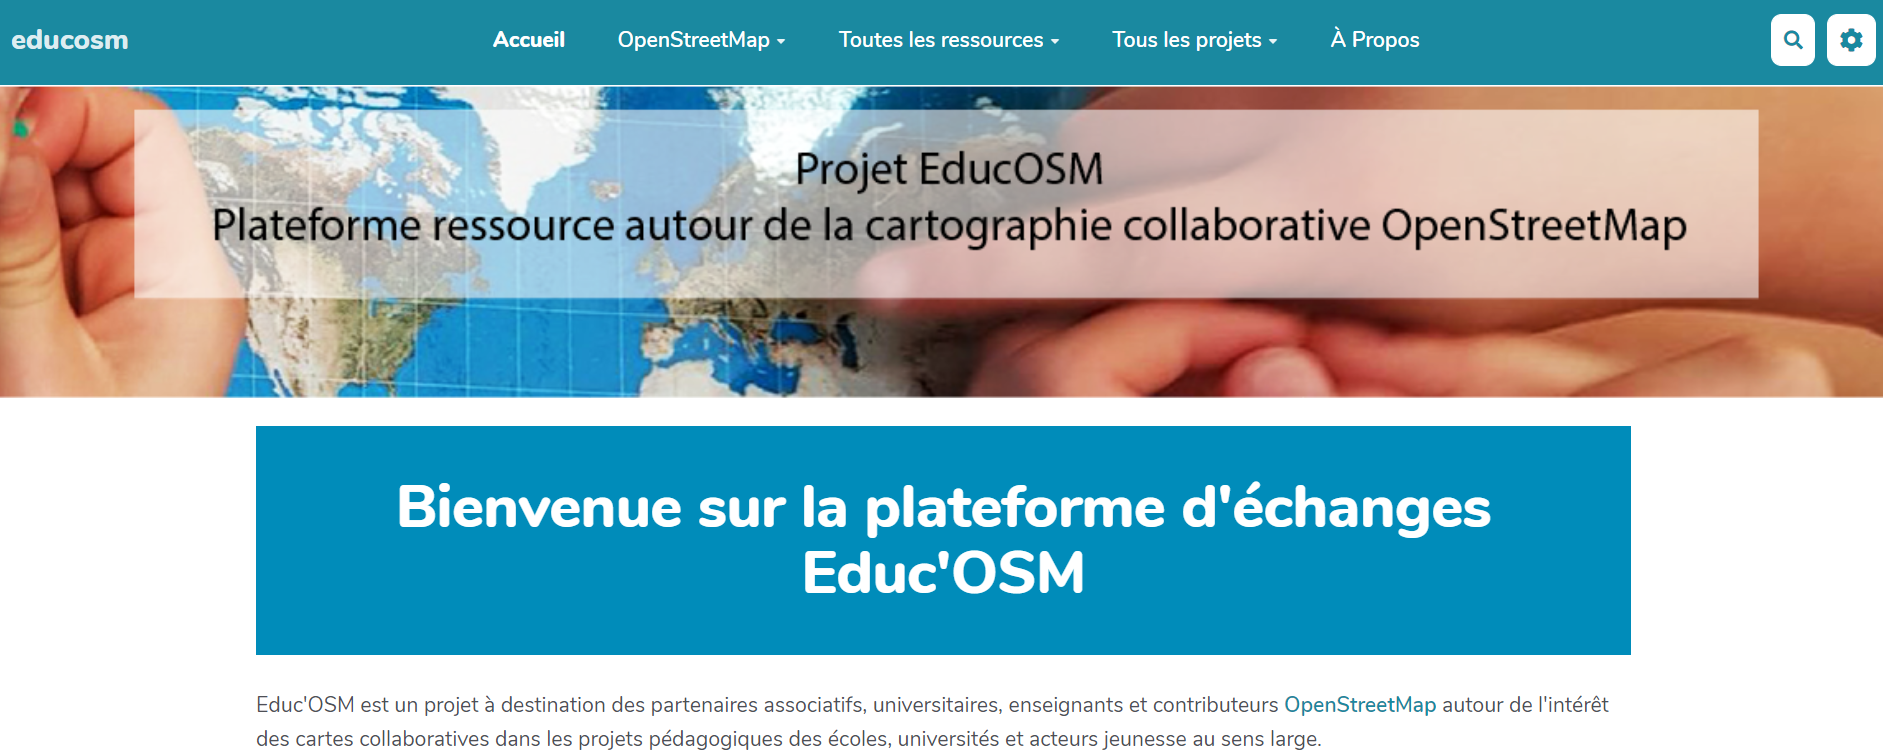 educosm
Accueil
OpenStreetMap
Toutes les ressources
Tous les projets
À Propos
Projet EducOSM
Plateforme ressource autour de la cartographie collaborative OpenStreetMap
Bienvenue sur la plateforme d'échanges
Educ'OSM
Educ'OSM est un projet à destination des partenaires associatifs, universitaires, enseignants et contributeurs OpenStreetMap autour de l'intérêt
des cartes collaboratives dans les projets pédagogiques des écoles, universités et acteurs jeunesse au sens large.